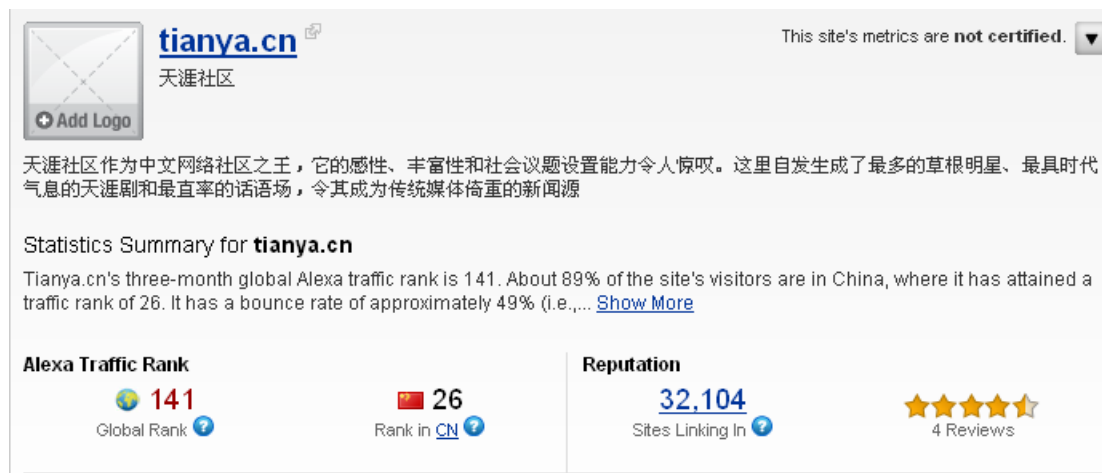 tianya.cn
This site's metrics are not certified.
天涯社区
Add Logo
天涯社区作为中文网络社区之王，它的感性、丰富性和社会议题设置能力令人惊叹。这里自发生成了最多的草根明星、最具时代
气息的天涯剧和最直率的话语场，令其成为传统媒体倚重的新闻源
Statistics Summary for tianya.cn
Tianya.cn's three-month global Alexa traffic rank is 141. About 89% of the site's visitors are in China, where it has attained a
traffic rank of 26. It has a bounce rate of approximately 49% (i.e.,... Show More
Alexa Traffic Rank
Reputation
141
26
32,104
Global Rank ?
Rank in CN ?
Sites Linking In ?
4 Reviews